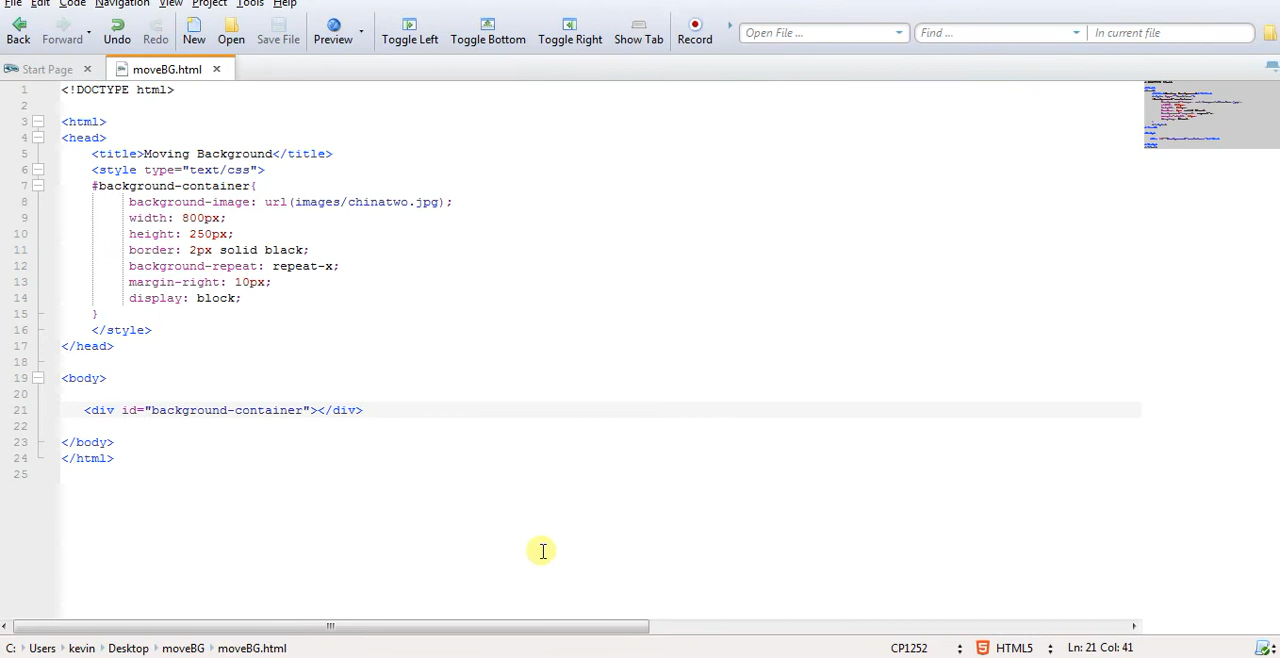 File Edit Code Navigation View Project Tools Help
Back Forward Undo Redo New Open Save File Preview Toggle Left Toggle Bottom Toggle Right Show Tab Record Open File ... Find ... In current file
Start Page moveBG.html
1 <!DOCTYPE html>
2
3 <html>
4 <head>
5 <title>Moving Background</title>
6 <style type="text/css">
7 #background-container{
8 background-image: url(images/chinatwo.jpg);
9 width: 800px;
10 height: 250px;
11 border: 2px solid black;
12 background-repeat: repeat-x;
13 margin-right: 10px;
14 display: block;
15 }
16 </style>
17 </head>
18
19 <body>
20
21 <div id="background-container"></div>
22
23 </body>
24 </html>
25
C: Users kevin Desktop moveBG moveBG.html CP1252 HTML5 Ln: 21 Col: 41